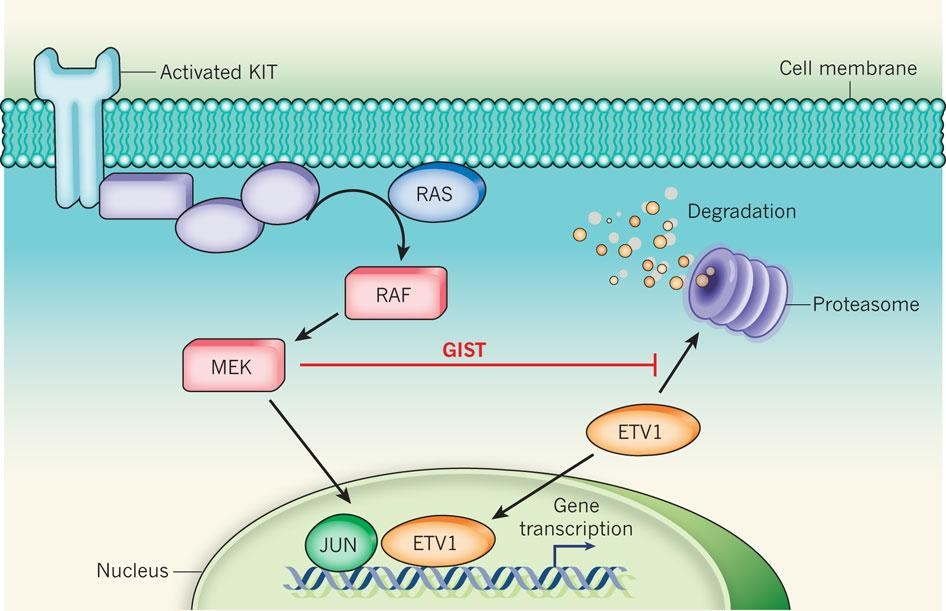 Activated KIT
Cell membrane
RAS
Degradation
RAF
Proteasome
GIST
MEK
ETV1
Gene
transcription
JUN
ETV1
Nucleus